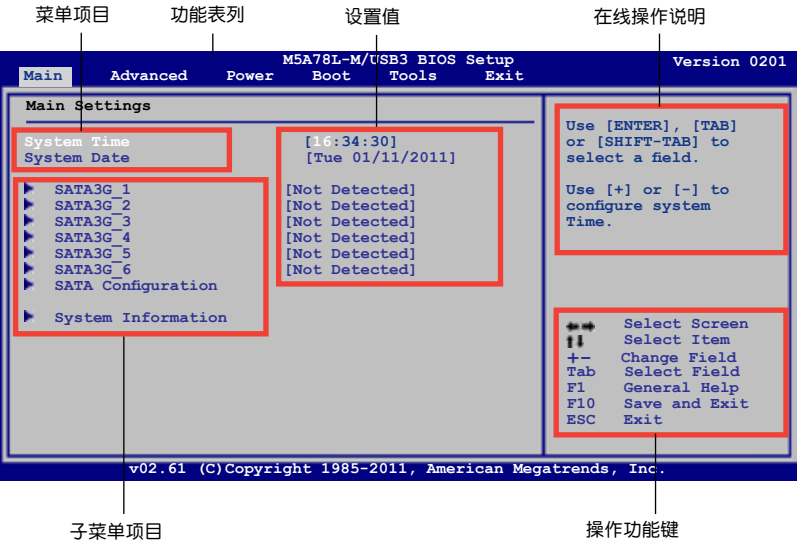 菜单项目 功能表列 设置值 在线操作说明
M5A78L-M/USB3 BIOS Setup Version 0201
Main Advanced Power Boot Tools Exit
Main Settings
System Time [16:34:30]
System Date [Tue 01/11/2011]
SATA3G_1 [Not Detected]
SATA3G_2 [Not Detected]
SATA3G_3 [Not Detected]
SATA3G_4 [Not Detected]
SATA3G_5 [Not Detected]
SATA3G_6 [Not Detected]
SATA Configuration
System Information
Use [ENTER], [TAB]
or [SHIFT-TAB] to
select a field.
Use [+] or [-] to
configure system
Time.
←→ Select Screen
↑↓ Select Item
+- Change Field
Tab Select Field
F1 General Help
F10 Save and Exit
ESC Exit
v02.61 (C)Copyright 1985-2011, American Megatrends, Inc.
子菜单项目 操作功能键